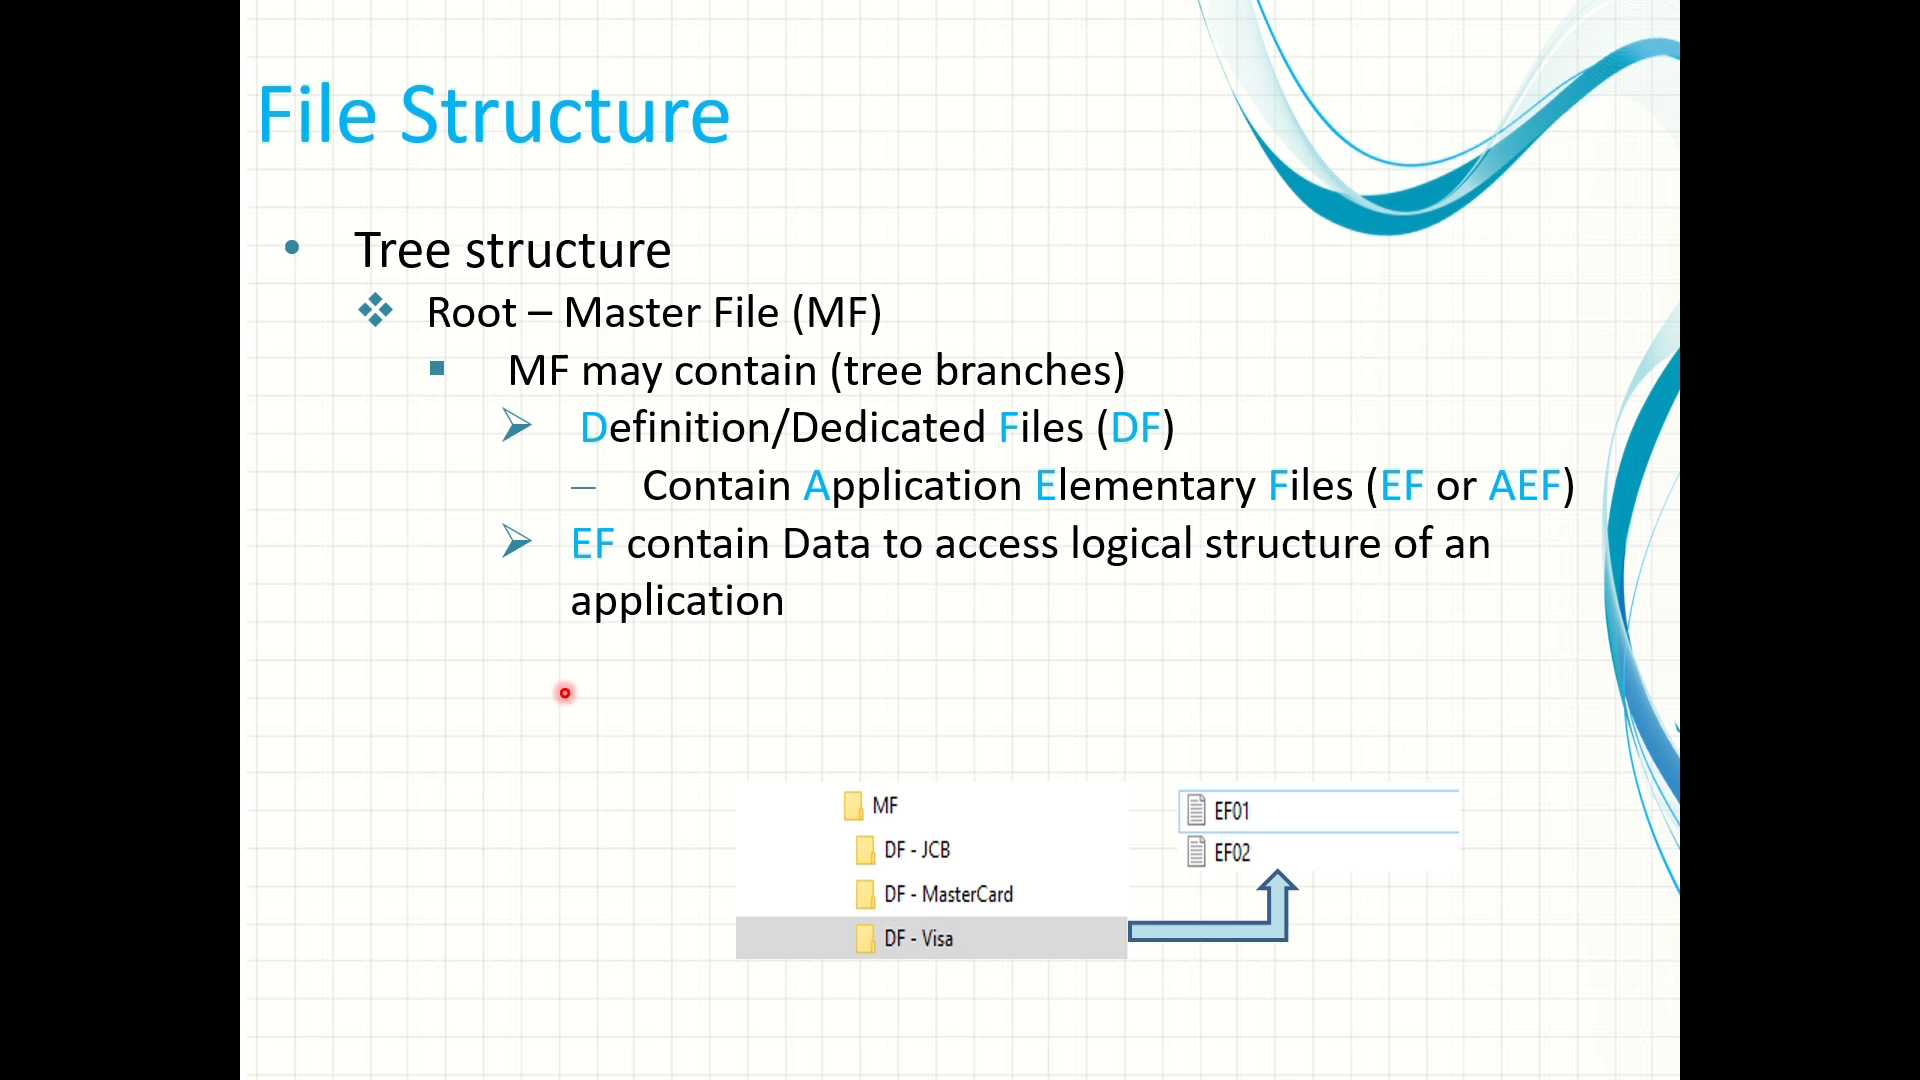 File Structure
• Tree structure
❖ Root – Master File (MF)
▪ MF may contain (tree branches)
➢ Definition/Dedicated Files (DF)
– Contain Application Elementary Files (EF or AEF)
➢ EF contain Data to access logical structure of an
application
MF
DF - JCB
DF - MasterCard
DF - Visa
EF01
EF02